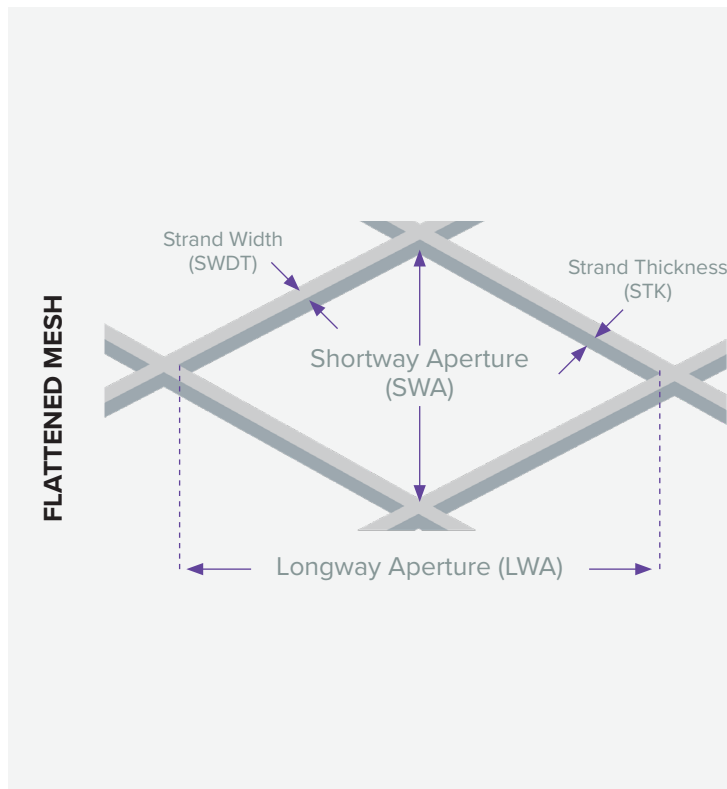 FLATTENED MESH
Strand Width
(SWDT)
Strand Thickness
(STK)
Shortway Aperture
(SWA)
Longway Aperture (LWA)